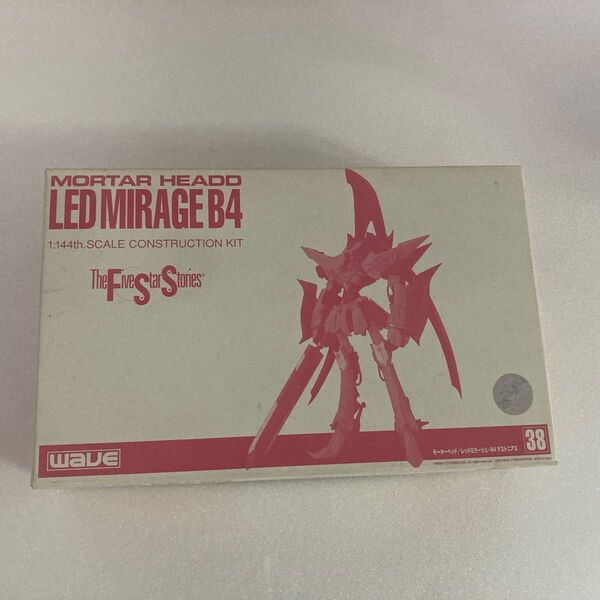 MORTAR HEADD
LED MIRAGE B4
1:144th.SCALE CONSTRUCTION KIT
The Five Star Stories®
wave
モーターヘッド/レッドミラージュ・B4 デストニアス
38